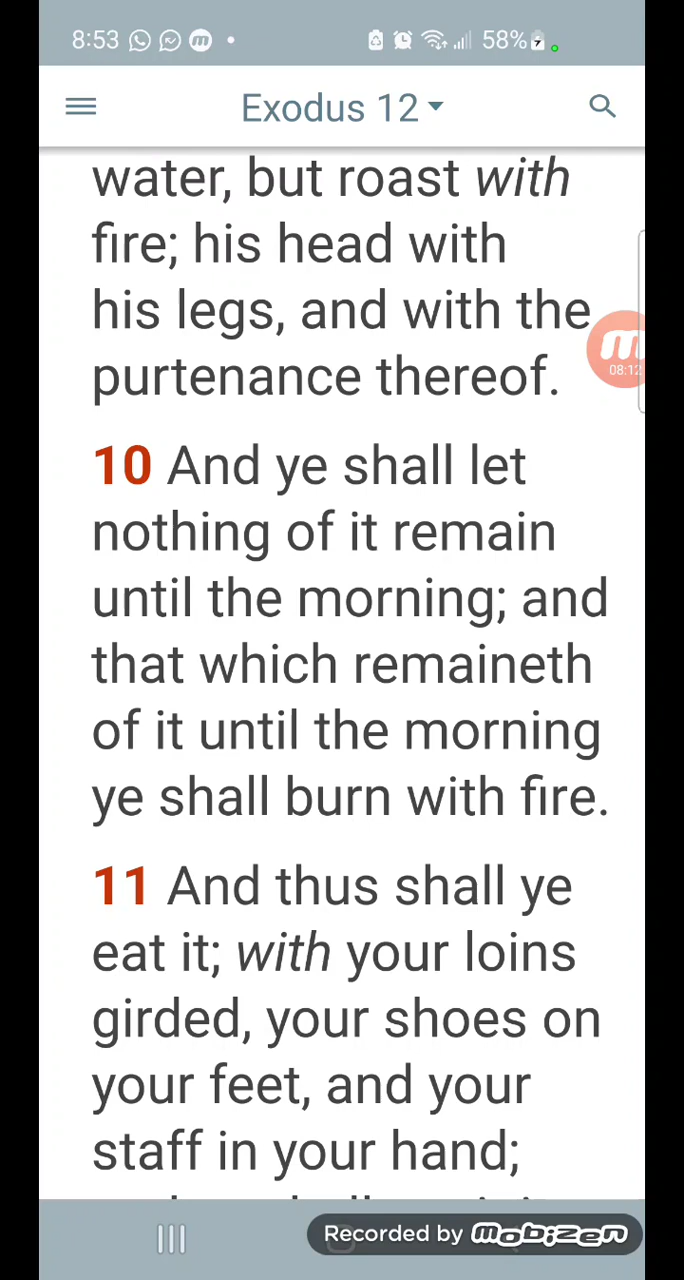 8:53 58%
Exodus 12
water, but roast with
fire; his head with
his legs, and with the
purtenance thereof.
08:12
10 And ye shall let
nothing of it remain
until the morning; and
that which remaineth
of it until the morning
ye shall burn with fire.
11 And thus shall ye
eat it; with your loins
girded, your shoes on
your feet, and your
staff in your hand;
Recorded by mobizen